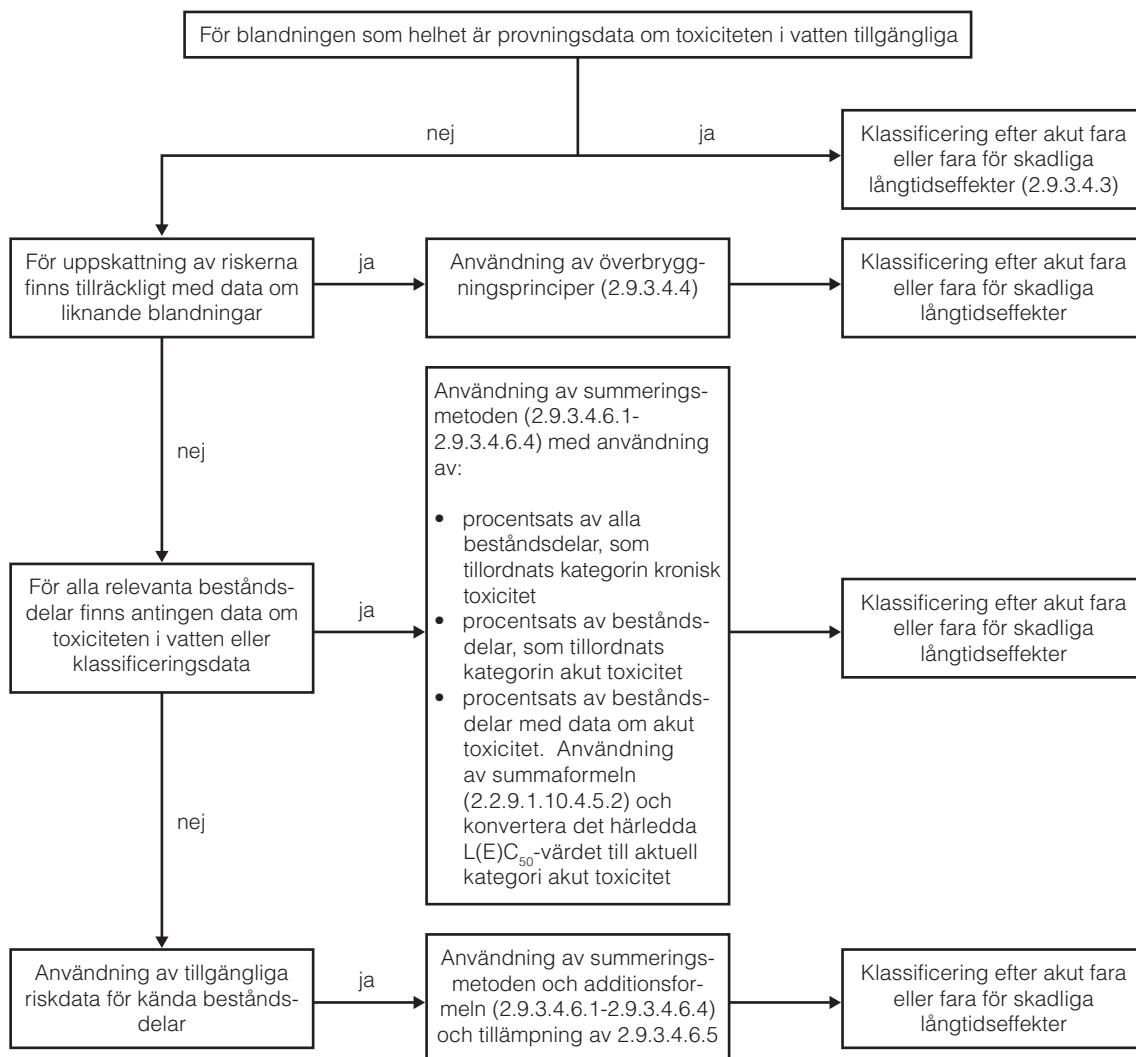 För blandningen som helhet är provningsdata om toxiciteten i vatten tillgängliga
nej
ja
Klassificering efter akut fara
eller fara för skadliga
långtidseffekter (2.9.3.4.3)
För uppskattning av riskerna
finns tillräckligt med data om
liknande blandningar
ja
Användning av överbrygg-
ningsprinciper (2.9.3.4.4)
Klassificering efter akut fara
eller fara för skadliga
långtidseffekter
nej
För alla relevanta bestånds-
delar finns antingen data om
toxiciteten i vatten eller
klassificeringsdata
ja
Användning av summerings-
metoden (2.9.3.4.6.1-
2.9.3.4.6.4) med användning
av:
• procentsats av alla
beståndsdelar, som
tillordnats kategorin kronisk
toxicitet
• procentsats av bestånds-
delar, som tillordnats
kategorin akut toxicitet
• procentsats av bestånds-
delar med data om akut
toxicitet. Användning
av summaformeln
(2.2.9.1.10.4.5.2) och
konvertera det härledda
L(E)C50-värdet till aktuell
kategori akut toxicitet
Klassificering efter akut fara
eller fara för skadliga
långtidseffekter
nej
Användning av tillgängliga
riskdata för kända bestånds-
delar
ja
Användning av summerings-
metoden och additionsfor-
meln (2.9.3.4.6.1-2.9.3.4.6.4)
och tillämpning av 2.9.3.4.6.5
Klassificering efter akut fara
eller fara för skadliga
långtidseffekter